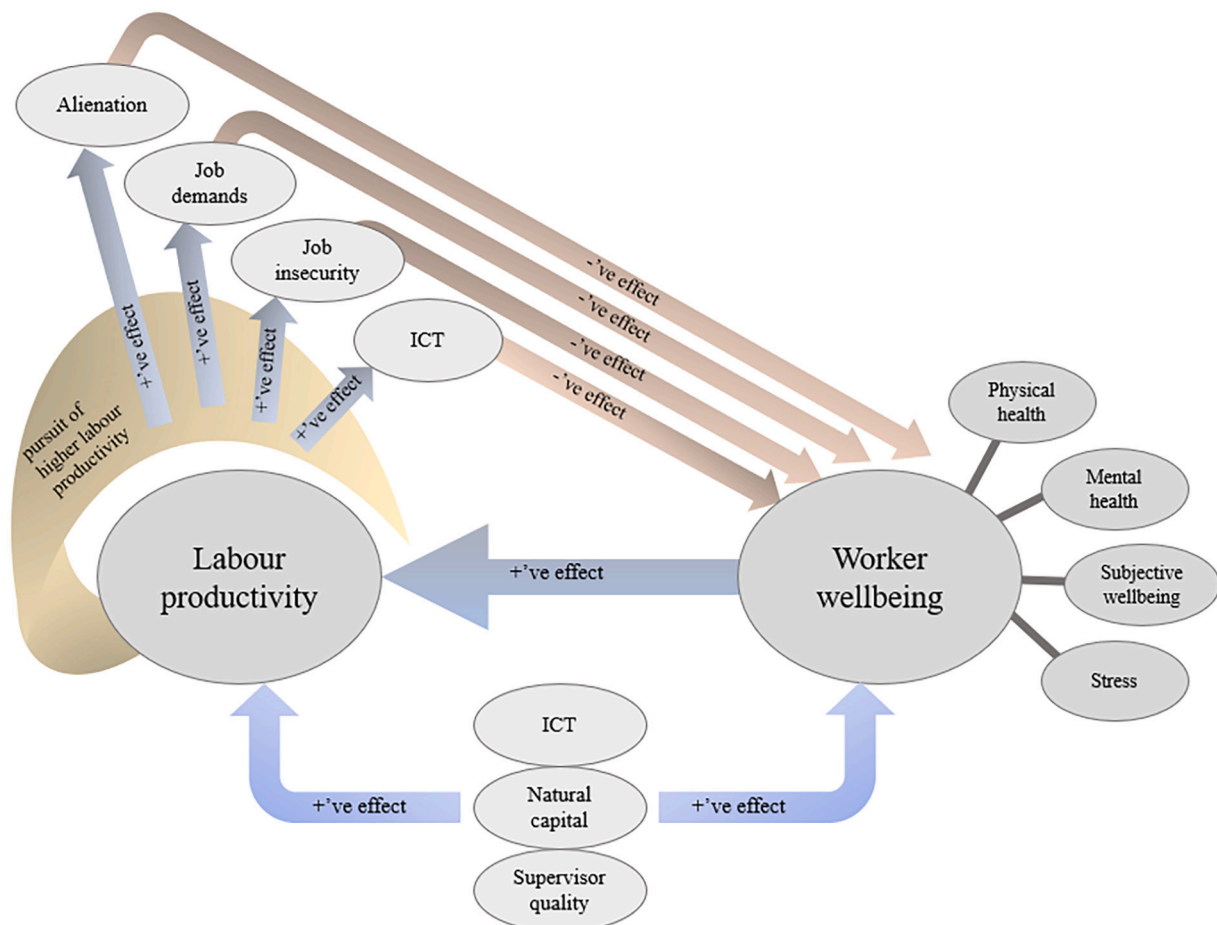 Alienation
Job
demands
Job
insecurity
ICT
+'ve effect
+'ve effect
+'ve effect
+'ve effect
-'ve effect
-'ve effect
-'ve effect
-'ve effect
pursuit of
higher labour
productivity
Labour
productivity
+'ve effect
Worker
wellbeing
Physical
health
Mental
health
Subjective
wellbeing
Stress
ICT
Natural
capital
Supervisor
quality
+'ve effect
+'ve effect